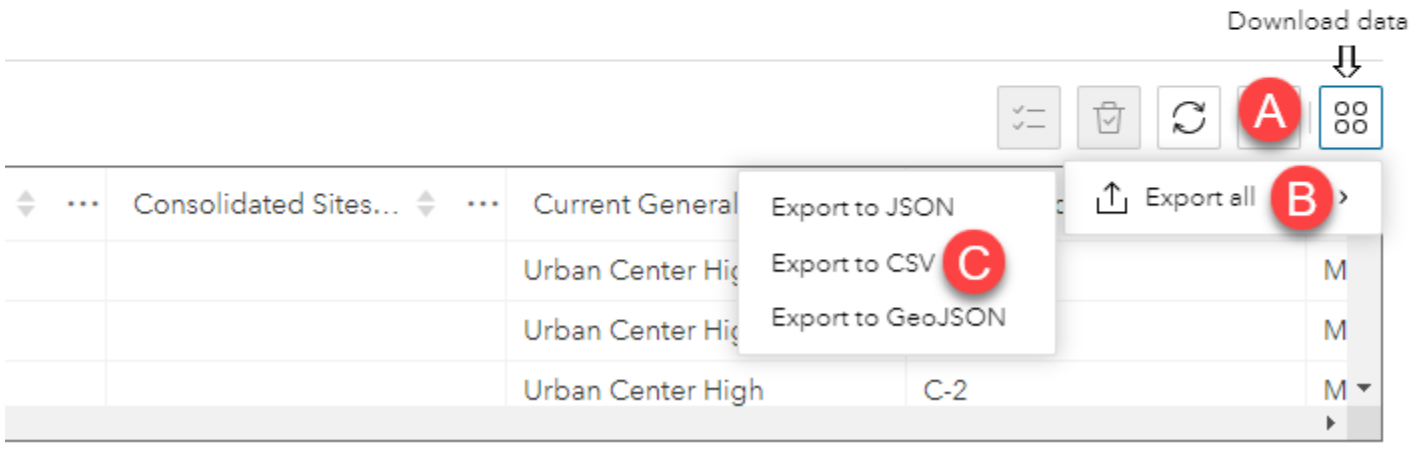 Download data
A
Consolidated Sites... ... Current General
Export all B
Export to JSON
Export to CSV C
Export to GeoJSON
Urban Center Hig M
Urban Center Hig M
Urban Center High C-2 M